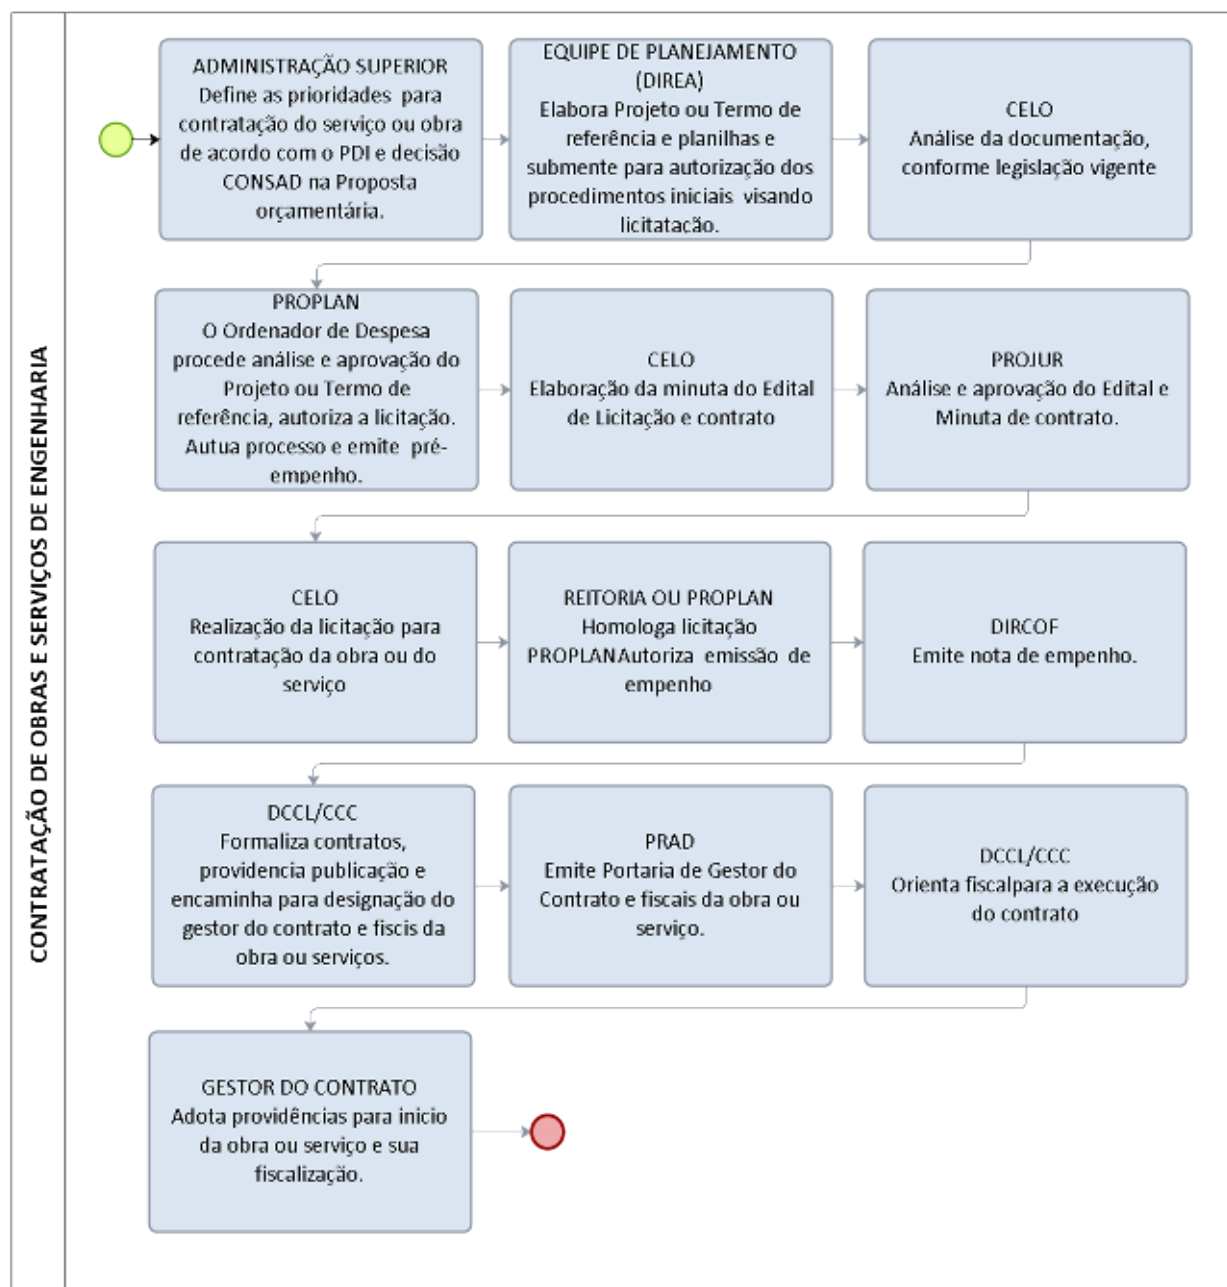 CONTRATAÇÃO DE OBRAS E SERVIÇOS DE ENGENHARIA
ADMINISTRAÇÃO SUPERIOR
Define as prioridades para
contratação do serviço ou obra
de acordo com o PDI e decisão
CONSAD na Proposta
orçamentária.
EQUIPE DE PLANEJAMENTO
(DIREA)
Elabora Projeto ou Termo de
referência e planilhas e
submente para autorização dos
procedimentos iniciais visando
licitatação.
CELO
Análise da documentação,
conforme legislação vigente
PROPLAN
O Ordenador de Despesa
procede análise e aprovação do
Projeto ou Termo de
referência, autoriza a licitação.
Autua processo e emite pré-
empenho.
CELO
Elaboração da minuta do Edital
de Licitação e contrato
PROJUR
Análise e aprovação do Edital e
Minuta de contrato.
CELO
Realização da licitação para
contratação da obra ou do
serviço
REITORIA OU PROPLAN
Homologa licitação
PROPLANAutoriza emissão de
empenho
DIRCOF
Emite nota de empenho.
DCCL/CCC
Formaliza contratos,
providencia publicação e
encaminha para designação do
gestor do contrato e fiscis da
obra ou serviços.
PRAD
Emite Portaria de Gestor do
Contrato e fiscais da obra ou
serviço.
DCCL/CCC
Orienta fiscalpara a execução
do contrato
GESTOR DO CONTRATO
Adota providências para inicio
da obra ou serviço e sua
fiscalização.